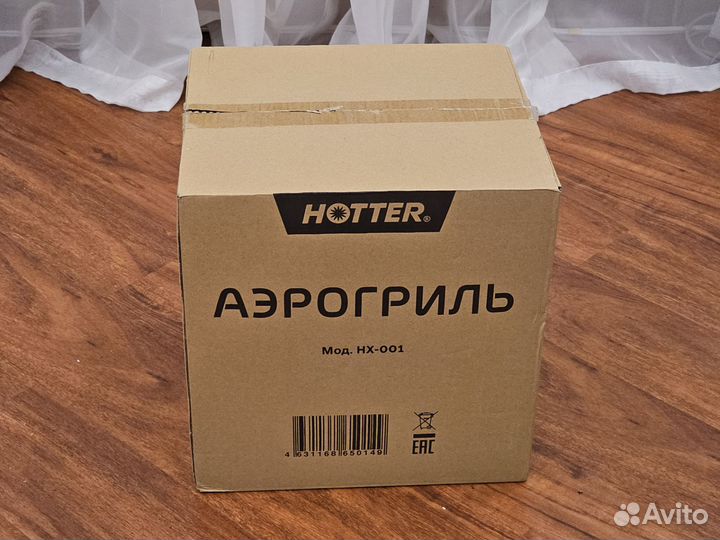 HOTTER®
АЭРОГРИЛЬ
Мод. HX-001
4 631168 650149
EAC
Avito